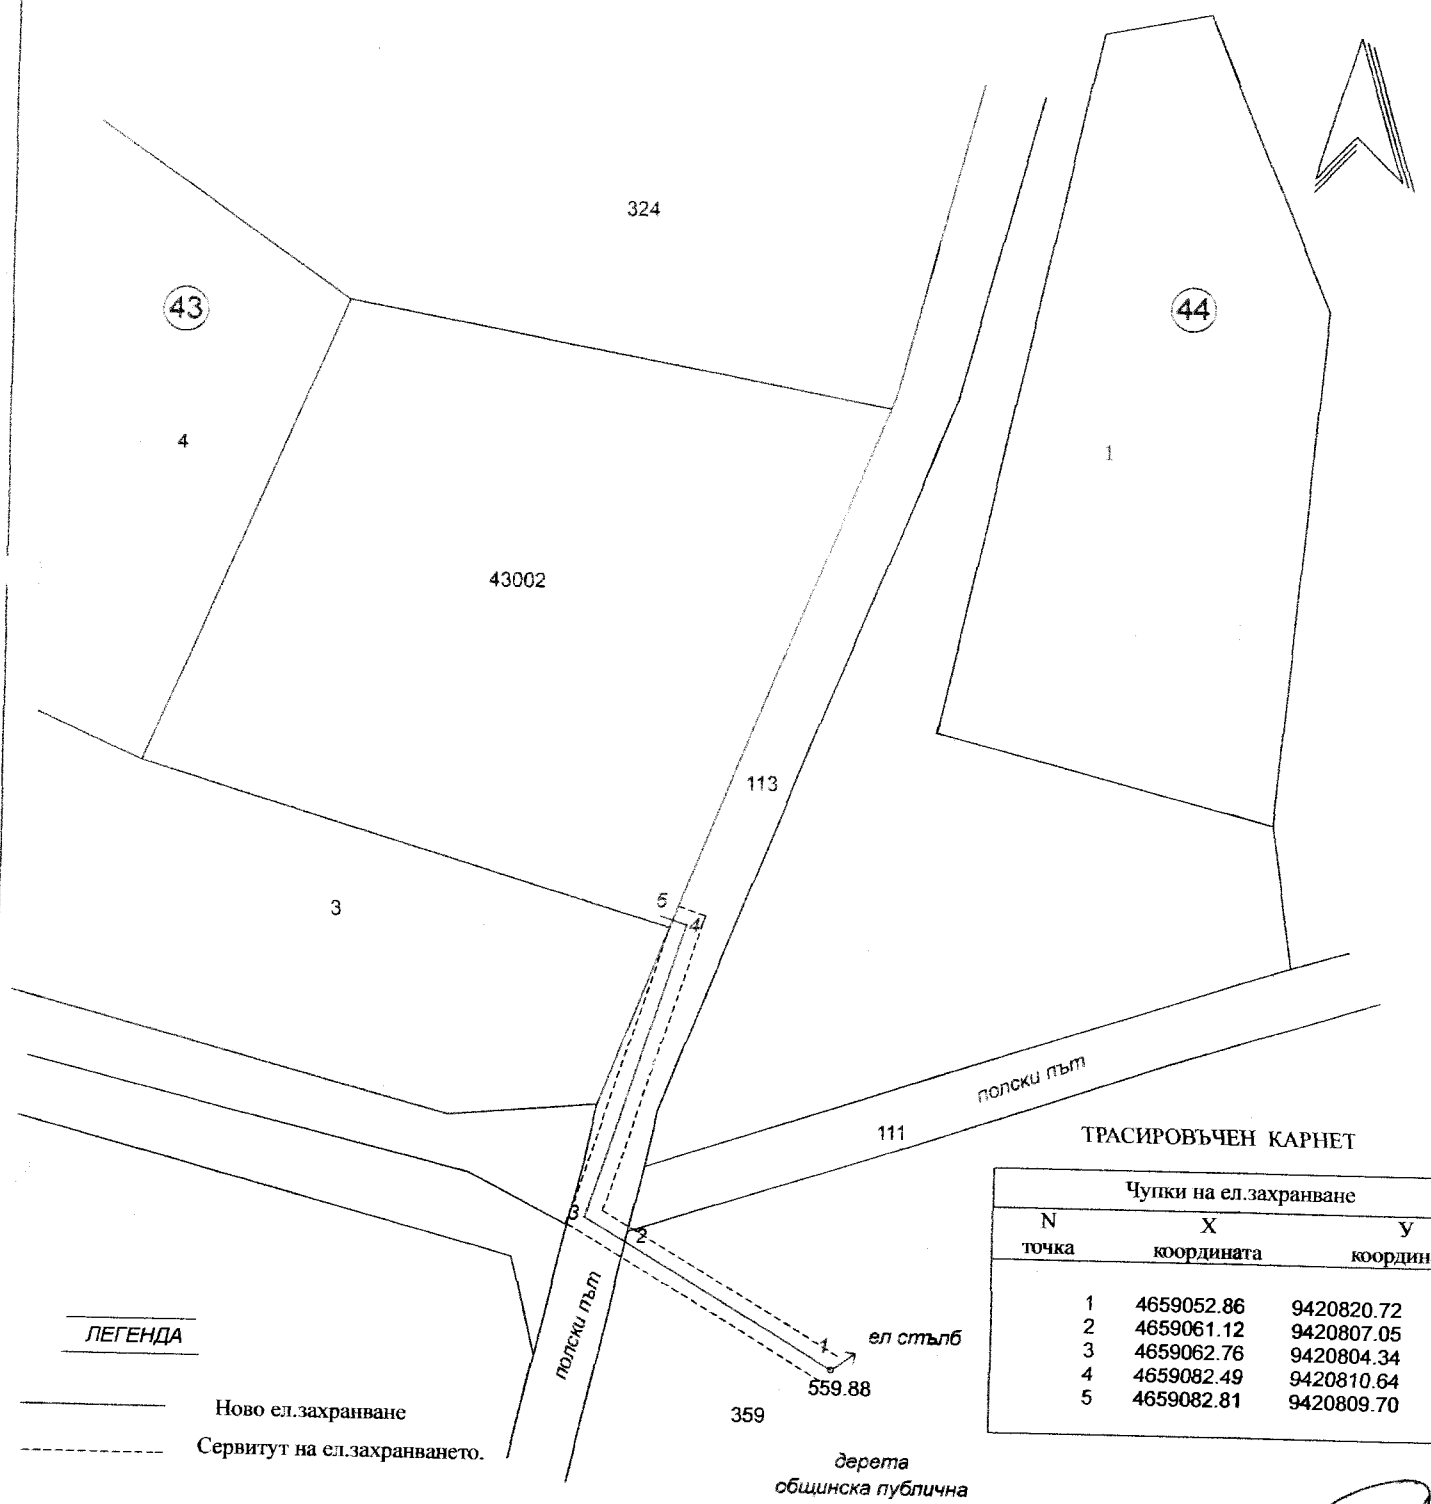 324
43
44
4
1
43002
113
3
5
4
полски път
111
ТРАСИРОВЪЧЕН КАРНЕТ
Чупки на ел.захранване
N X У
точка координата координ
1 4659052.86 9420820.72
2 4659061.12 9420807.05
3 4659062.76 9420804.34
4 4659082.49 9420810.64
5 4659082.81 9420809.70
3
2
полски път
1
ел стълб
559.88
359
дерета
общинска публична
ЛЕГЕНДА
Ново ел.захранване
Сервитут на ел.захранването.